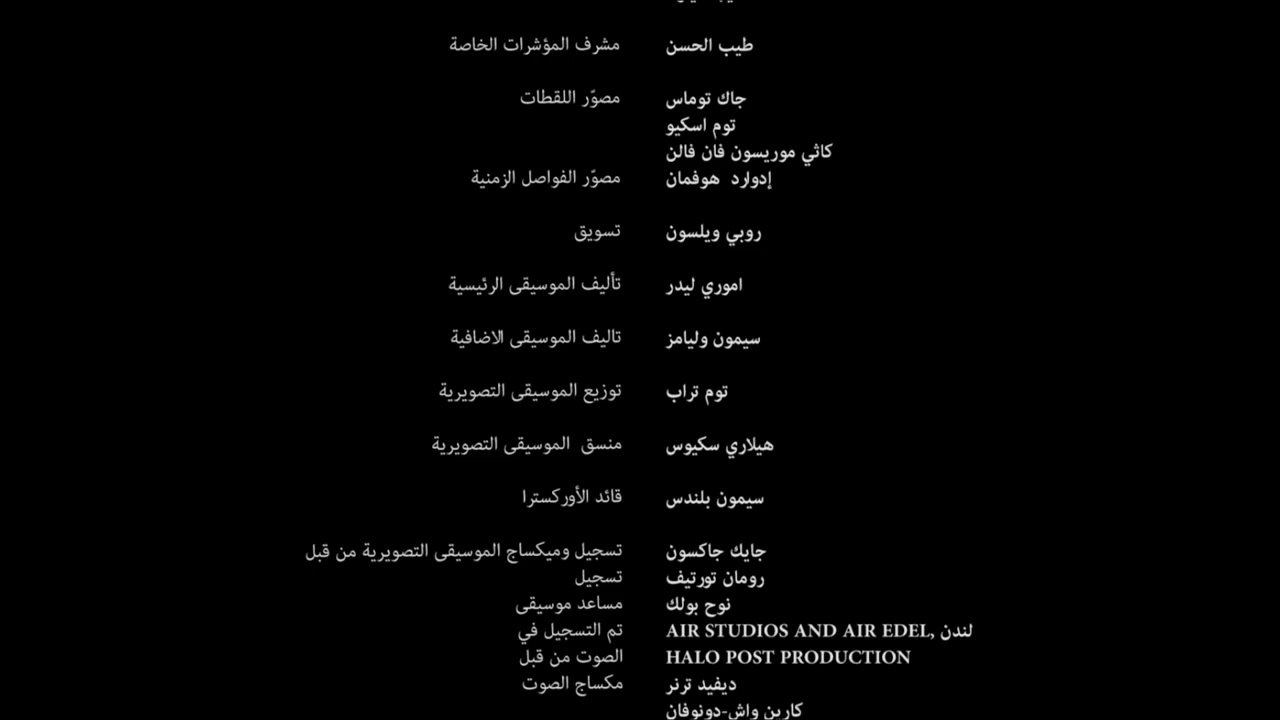 مشرف المؤشرات الخاصة طيب الحسن
مصوّر اللقطات جاك توماس
توم اسكيو
كاثي موريسون فان فالن
مصوّر الفواصل الزمنية إدوارد هوفمان
تسويق روبي ويلسون
تأليف الموسيقى الرئيسية اموري ليدر
تاليف الموسيقى الاضافية سيمون وليامز
توزيع الموسيقى التصويرية توم تراب
منسق الموسيقى التصويرية هيلاري سكيوس
قائد الأوركسترا سيمون بلندس
تسجيل وميكساج الموسيقى التصويرية من قبل جايك جاكسون
تسجيل رومان تورتيف
مساعد موسيقى نوح بولك
تم التسجيل في AIR STUDIOS AND AIR EDEL, لندن
الصوت من قبل HALO POST PRODUCTION
مكساج الصوت ديفيد ترنر
كارين واش-دونوفان